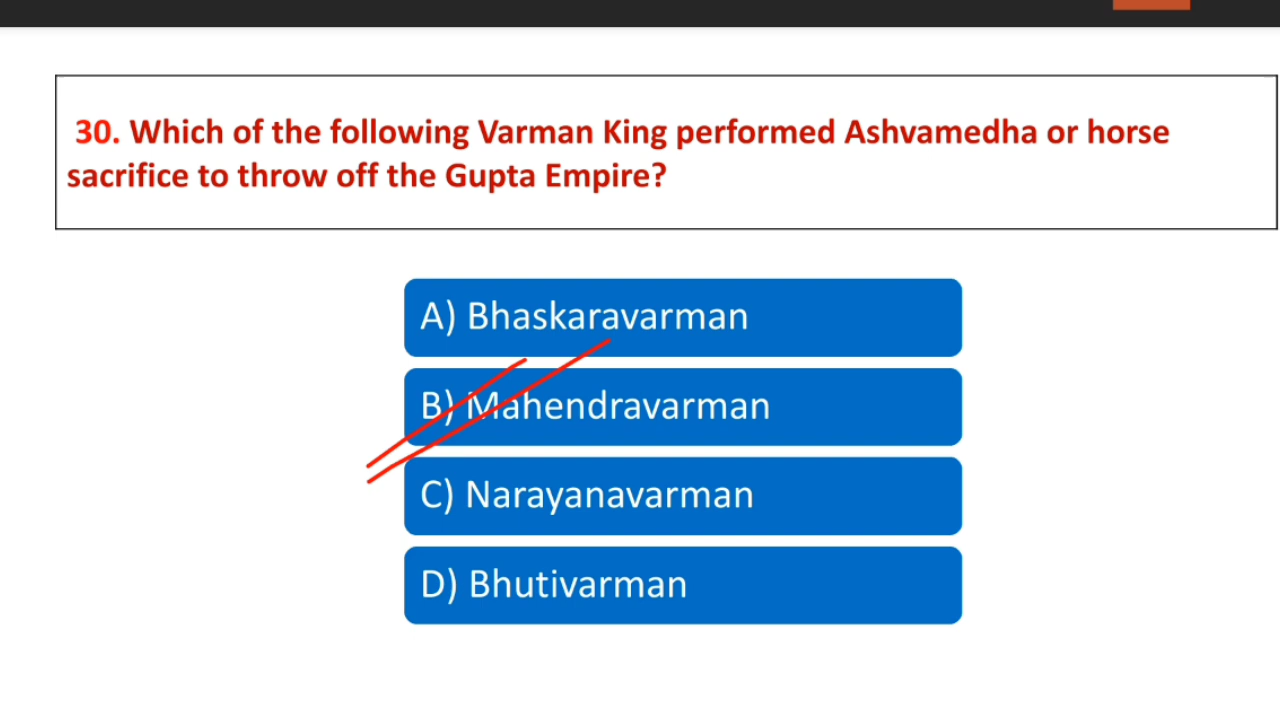 30. Which of the following Varman King performed Ashvamedha or horse
sacrifice to throw off the Gupta Empire?
A) Bhaskaravarman
B) Mahendravarman
C) Narayanavarman
D) Bhutivarman